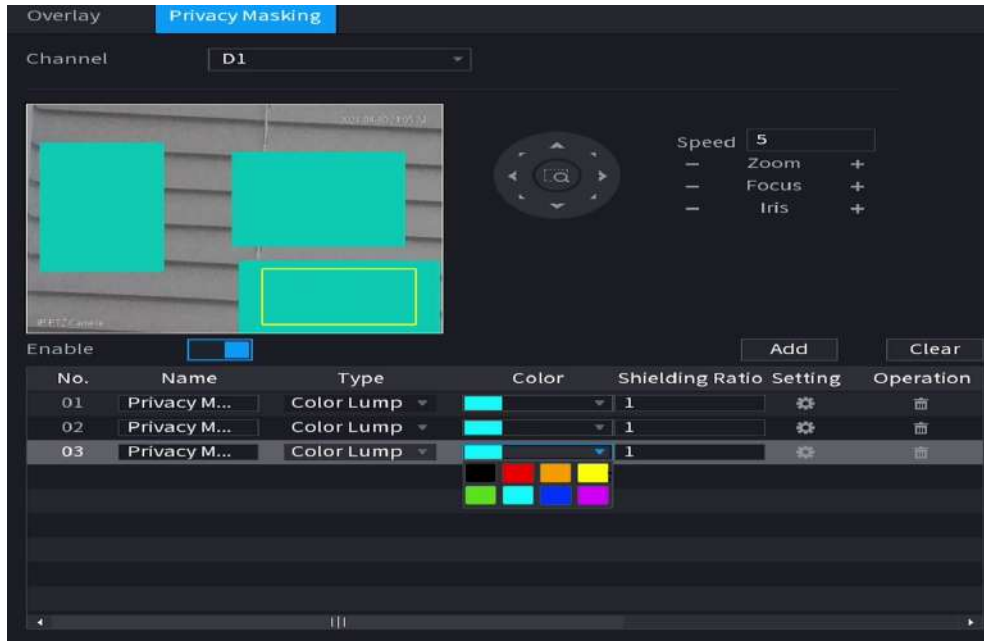 Overlay Privacy Masking
Channel D1
Speed 5
Zoom
Focus
Iris
Enable Add Clear
No. Name Type Color Shielding Ratio Setting Operation
01 Privacy M... Color Lump 1
02 Privacy M... Color Lump 1
03 Privacy M... Color Lump 1